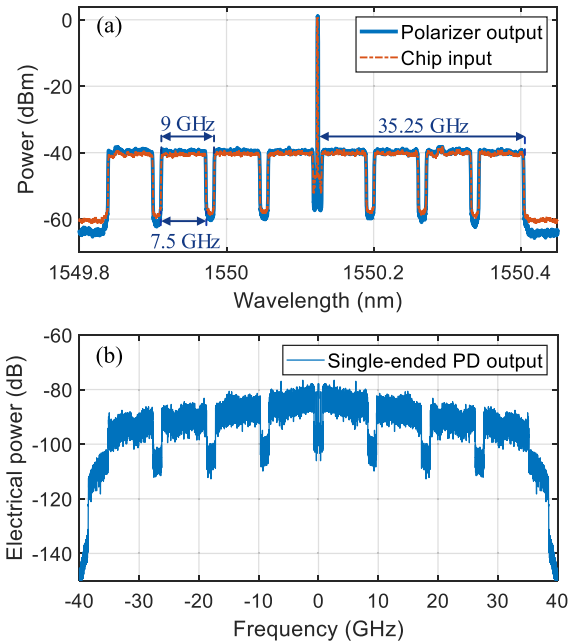 (a)
Polarizer output
Chip input
9 GHz
35.25 GHz
7.5 GHz
0
-20
-40
-60
Power (dBm)
1549.8
1550
1550.2
1550.4
Wavelength (nm)
(b)
Single-ended PD output
-60
-80
-100
-120
-140
Electrical power (dB)
-40
-30
-20
-10
0
10
20
30
40
Frequency (GHz)